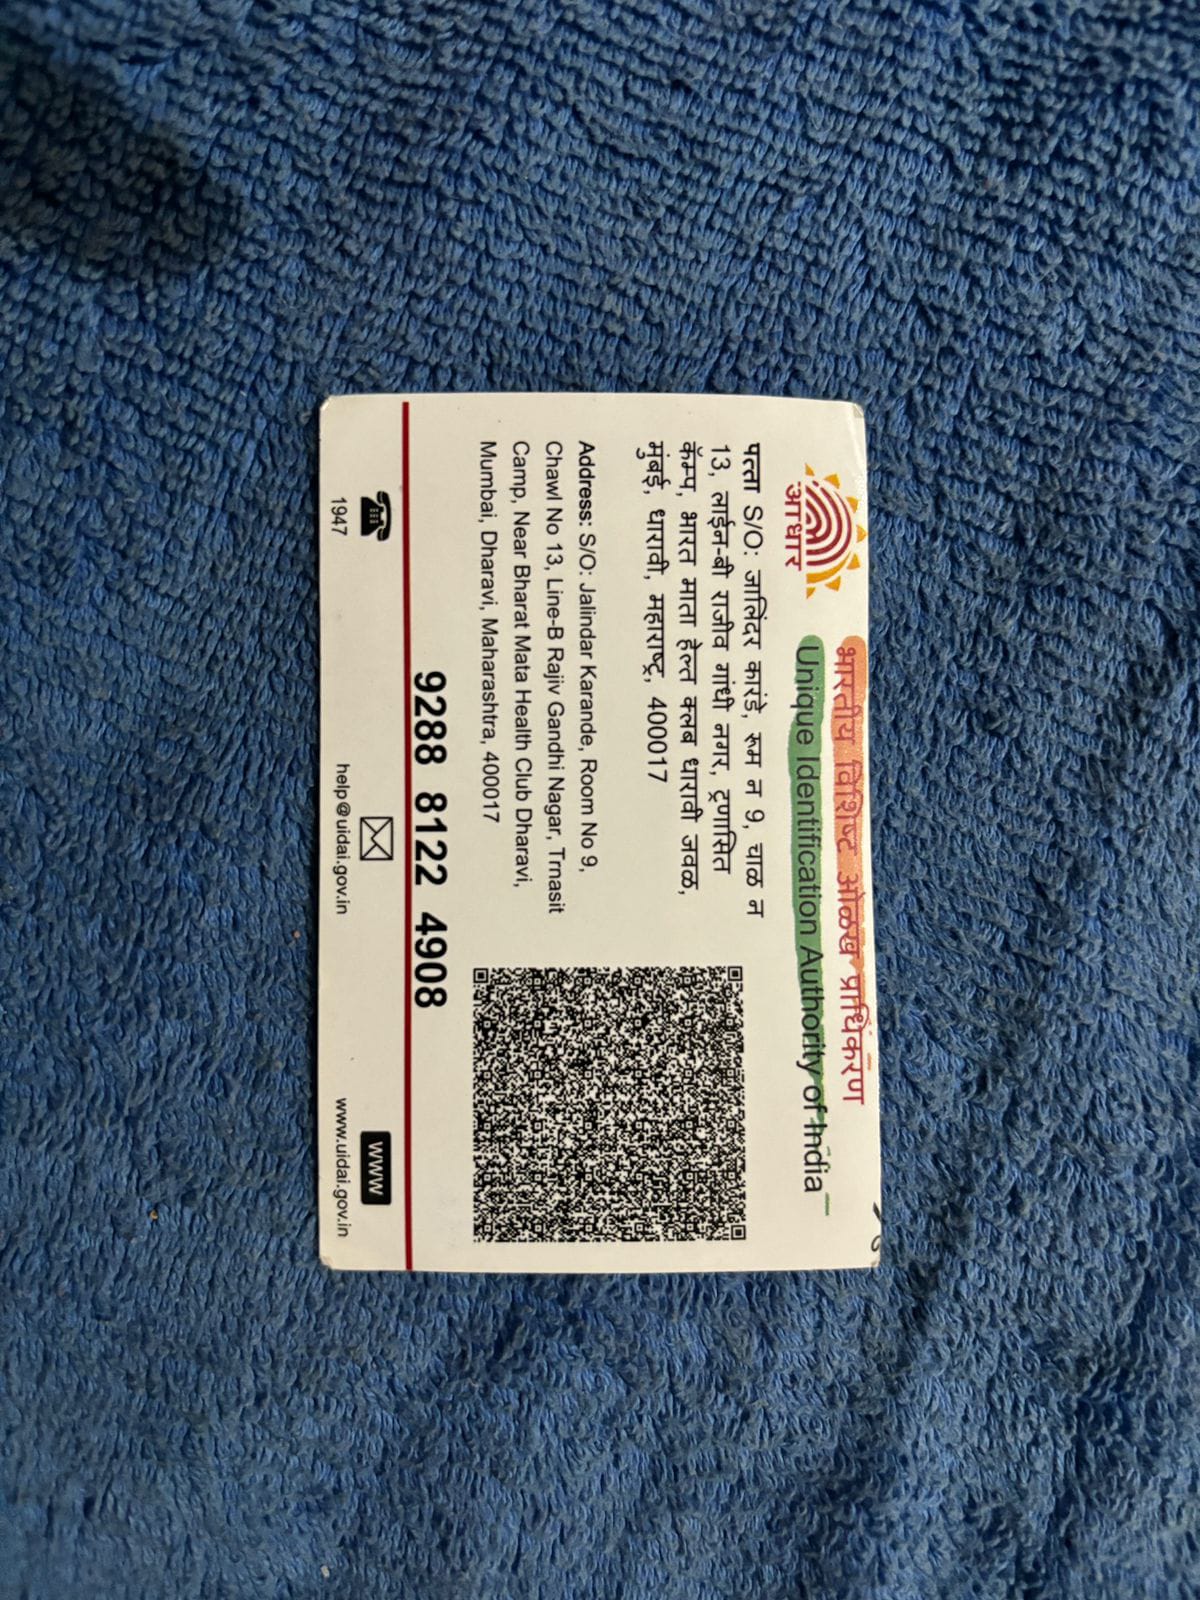 आधार
भारतीय विशिष्ट ओळख प्राधिकरण
Unique Identification Authority of India
पत्ता S/O: जालिंदर कारंडे, रूम न 9, चाळ न
13, लाईन-बी राजीव गांधी नगर, ट्रणासित
कॅम्प, भारत माता हेल्त क्लब धारावी जवळ,
मुंबई, धारावी, महाराष्ट्र, 400017
Address: S/O: Jalindar Karande, Room No 9,
Chawl No 13, Line-B Rajiv Gandhi Nagar, Trnasit
Camp, Near Bharat Mata Health Club Dharavi,
Mumbai, Dharavi, Maharashtra, 400017
9288 8122 4908
1947
help@uidai.gov.in
www
www.uidai.gov.in